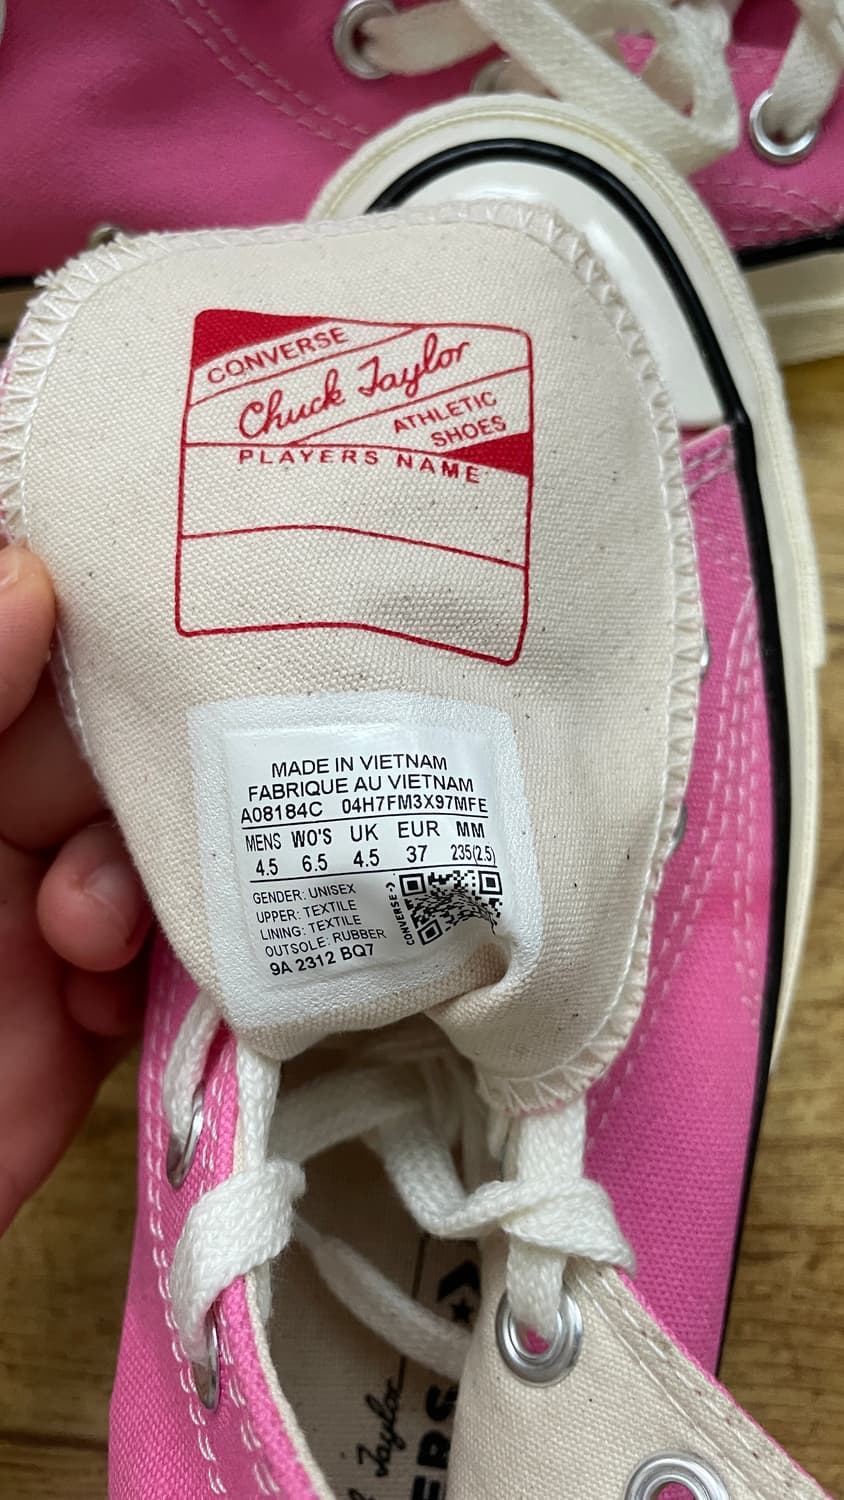 CONVERSE
Chuck Taylor
ATHLETIC
SHOES
PLAYERS NAME
MADE IN VIETNAM
FABRIQUE AU VIETNAM
A08184C 04H7FM3X97MFE
MENS WO'S UK EUR MM
4.5 6.5 4.5 37 235(2.5)
GENDER: UNISEX
UPPER: TEXTILE
LINING: TEXTILE
OUTSOLE: RUBBER
9A 2312 BQ7
CONVERSE
Taylor